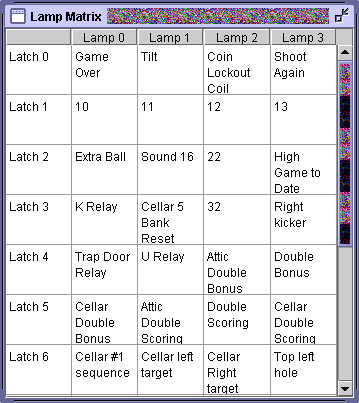 Lamp Matrix
Lamp 0 Lamp 1 Lamp 2 Lamp 3
Latch 0 Game Tilt Coin Shoot
Over Lockout Again
Coil
Latch 1 10 11 12 13
Latch 2 Extra Ball Sound 16 22 High
Game to
Date
Latch 3 K Relay Cellar 5 32 Right
Bank kicker
Reset
Latch 4 Trap Door U Relay Attic Double
Relay Double Bonus
Bonus
Latch 5 Cellar Attic Double Cellar
Double Double Scoring Double
Bonus Scoring Scoring
Latch 6 Cellar #1 Cellar left Cellar Top left
sequence target Right hole
target